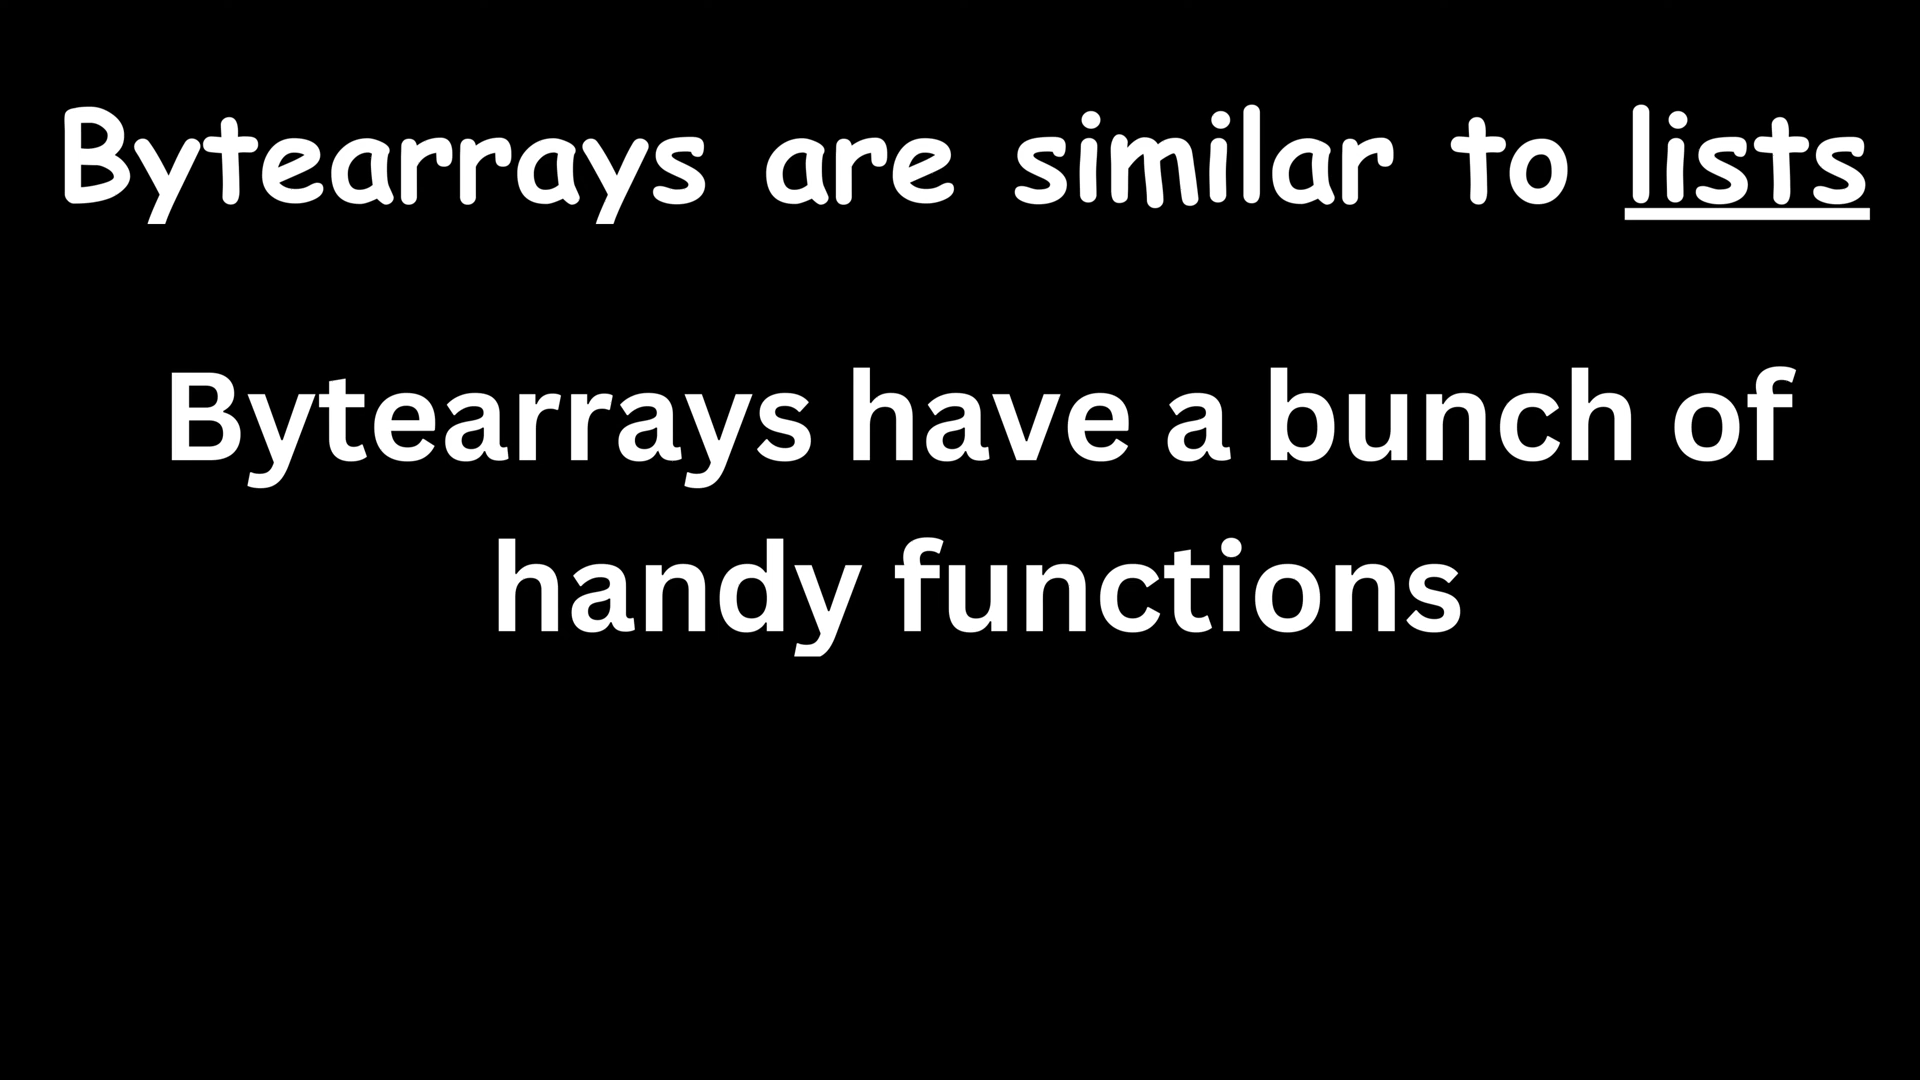 Bytearrays are similar to lists
Bytearrays have a bunch of
handy functions